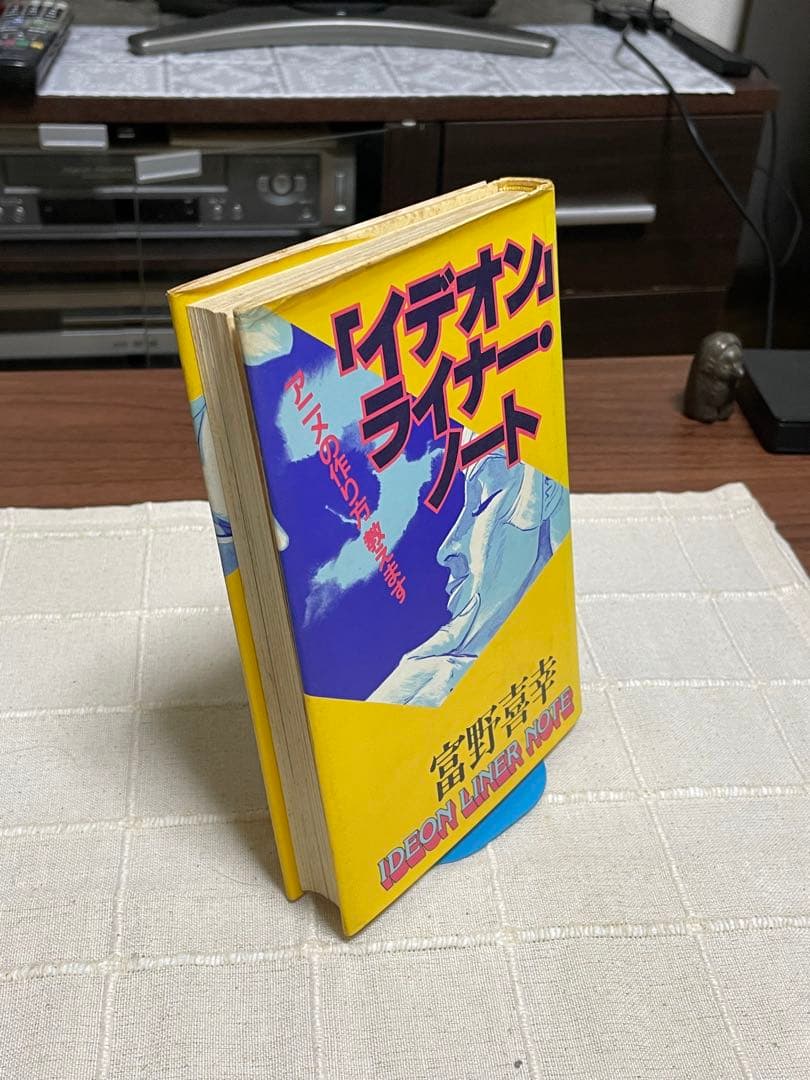 「イデオン」
ライナー・
ノート
アニメの作り方教えます
富野喜幸
IDEON LINER NOTE